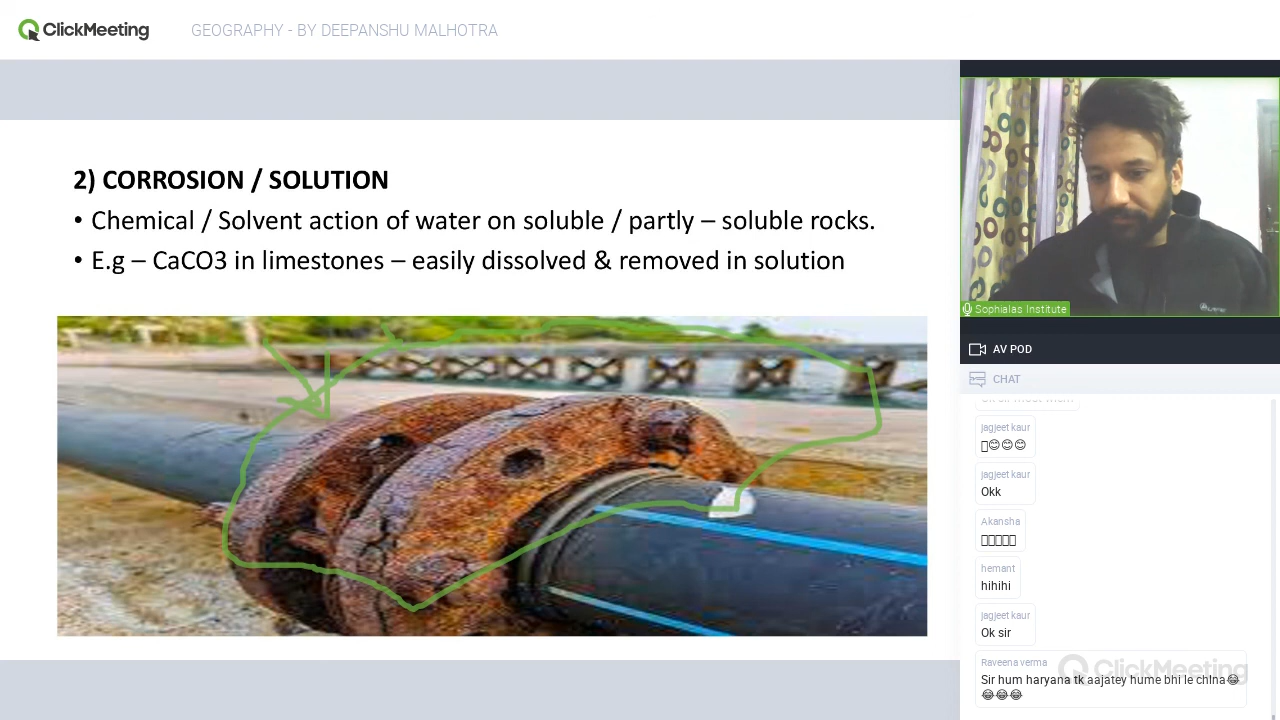 ClickMeeting
GEOGRAPHY - BY DEEPANSHU MALHOTRA
2) CORROSION / SOLUTION
• Chemical / Solvent action of water on soluble / partly – soluble rocks.
• E.g – CaCO3 in limestones – easily dissolved & removed in solution
Sophialas Institute
AV POD
CHAT
jagjeet kaur
😊😊😊
jagjeet kaur
Okk
Akansha
hemant
hihihi
jagjeet kaur
Ok sir
Raveena verma
Sir hum haryana tk aajatey hume bhi le chlna😂
😂😂😂
ClickMeeting